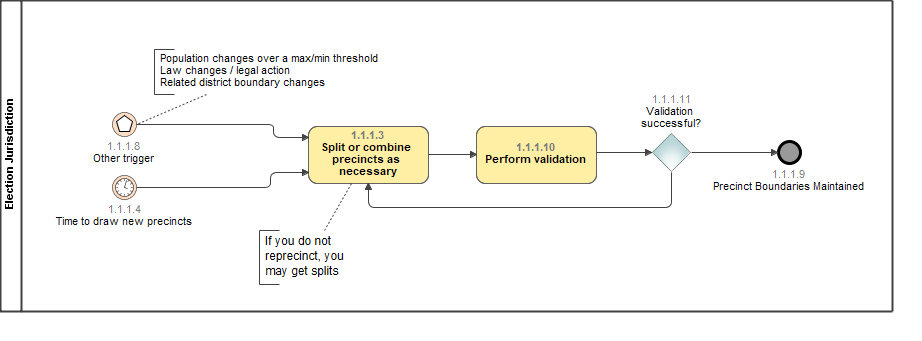 Election Jurisdiction
Population changes over a max/min threshold
Law changes / legal action
Related district boundary changes
1.1.1.8
Other trigger
1.1.1.4
Time to draw new precincts
1.1.1.3
Split or combine
precincts as
necessary
If you do not
reprecinct, you
may get splits
1.1.1.10
Perform validation
1.1.1.11
Validation
successful?
1.1.1.9
Precinct Boundaries Maintained